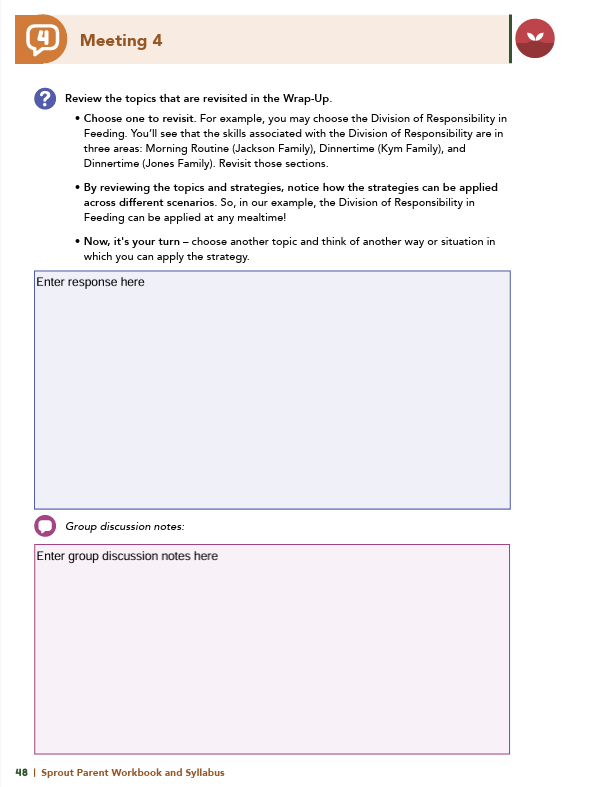 4
Meeting 4
?
Review the topics that are revisited in the Wrap-Up.
• Choose one to revisit. For example, you may choose the Division of Responsibility in
Feeding. You'll see that the skills associated with the Division of Responsibility are in
three areas: Morning Routine (Jackson Family), Dinnertime (Kym Family), and
Dinnertime (Jones Family). Revisit those sections.
• By reviewing the topics and strategies, notice how the strategies can be applied
across different scenarios. So, in our example, the Division of Responsibility in
Feeding can be applied at any mealtime!
• Now, it's your turn – choose another topic and think of another way or situation in
which you can apply the strategy.
Enter response here
Group discussion notes:
Enter group discussion notes here
48 | Sprout Parent Workbook and Syllabus